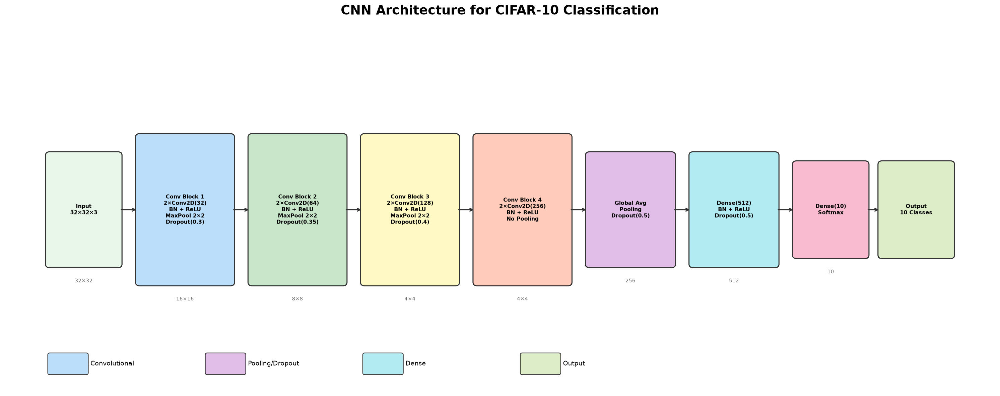 CNN Architecture for CIFAR-10 Classification
Input
32×32×3
32×32
Conv Block 1
2×Conv2D(32)
BN + ReLU
MaxPool 2×2
Dropout(0.3)
16×16
Conv Block 2
2×Conv2D(64)
BN + ReLU
MaxPool 2×2
Dropout(0.35)
8×8
Conv Block 3
2×Conv2D(128)
BN + ReLU
MaxPool 2×2
Dropout(0.4)
4×4
Conv Block 4
2×Conv2D(256)
BN + ReLU
No Pooling
4×4
Global Avg
Pooling
Dropout(0.5)
256
Dense(512)
BN + ReLU
Dropout(0.5)
512
Dense(10)
Softmax
10
Output
10 Classes
Convolutional
Pooling/Dropout
Dense
Output